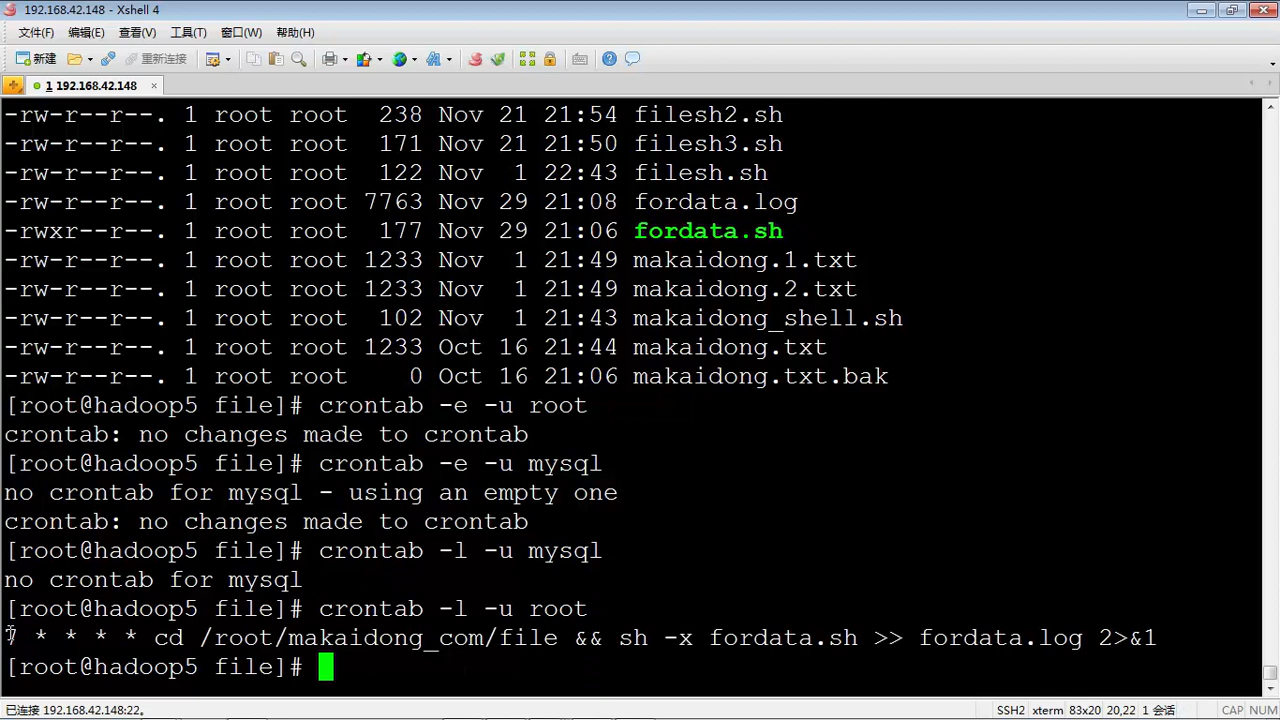 192.168.42.148 - Xshell 4
文件(F) 编辑(E) 查看(V) 工具(T) 窗口(W) 帮助(H)
新建 重新连接
1 192.168.42.148
-rw-r--r--. 1 root root 238 Nov 21 21:54 filesh2.sh
-rw-r--r--. 1 root root 171 Nov 21 21:50 filesh3.sh
-rw-r--r--. 1 root root 122 Nov 1 22:43 filesh.sh
-rw-r--r--. 1 root root 7763 Nov 29 21:08 fordata.log
-rwxr--r--. 1 root root 177 Nov 29 21:06 fordata.sh
-rw-r--r--. 1 root root 1233 Nov 1 21:49 makaidong.1.txt
-rw-r--r--. 1 root root 1233 Nov 1 21:49 makaidong.2.txt
-rw-r--r--. 1 root root 102 Nov 1 21:43 makaidong_shell.sh
-rw-r--r--. 1 root root 1233 Oct 16 21:44 makaidong.txt
-rw-r--r--. 1 root root 0 Oct 16 21:06 makaidong.txt.bak
[root@hadoop5 file]# crontab -e -u root
crontab: no changes made to crontab
[root@hadoop5 file]# crontab -e -u mysql
no crontab for mysql - using an empty one
crontab: no changes made to crontab
[root@hadoop5 file]# crontab -l -u mysql
no crontab for mysql
[root@hadoop5 file]# crontab -l -u root
* * * * cd /root/makaidong_com/file && sh -x fordata.sh >> fordata.log 2>&1
[root@hadoop5 file]#
已连接 192.168.42.148:22。 SSH2 xterm 83x20 20,22 1 会话 CAP NUM